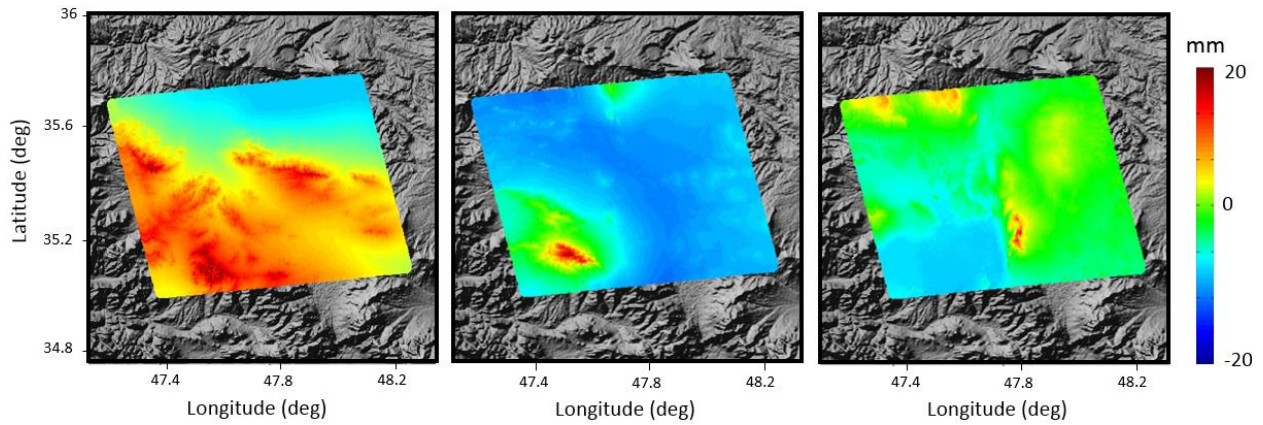 36
35.6
35.2
34.8
Latitude (deg)
47.4 47.8 48.2
Longitude (deg)
47.4 47.8 48.2
Longitude (deg)
47.4 47.8 48.2
Longitude (deg)
mm
20
0
-20